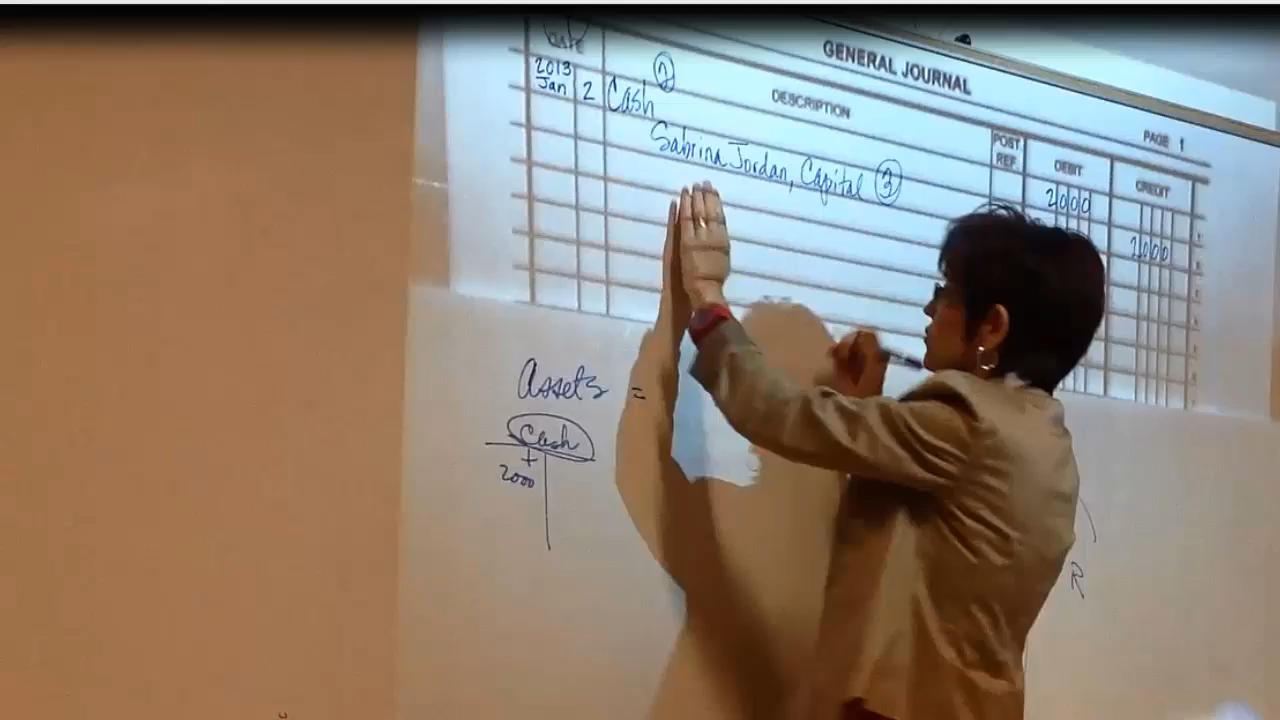 GENERAL JOURNAL
PAGE 1
DATE DESCRIPTION POST REF. DEBIT CREDIT
2013
Jan 2 Cash ② 2000
Sabrina Jordan, Capital ③ 2000
Assets =
Cash
+
2000
R